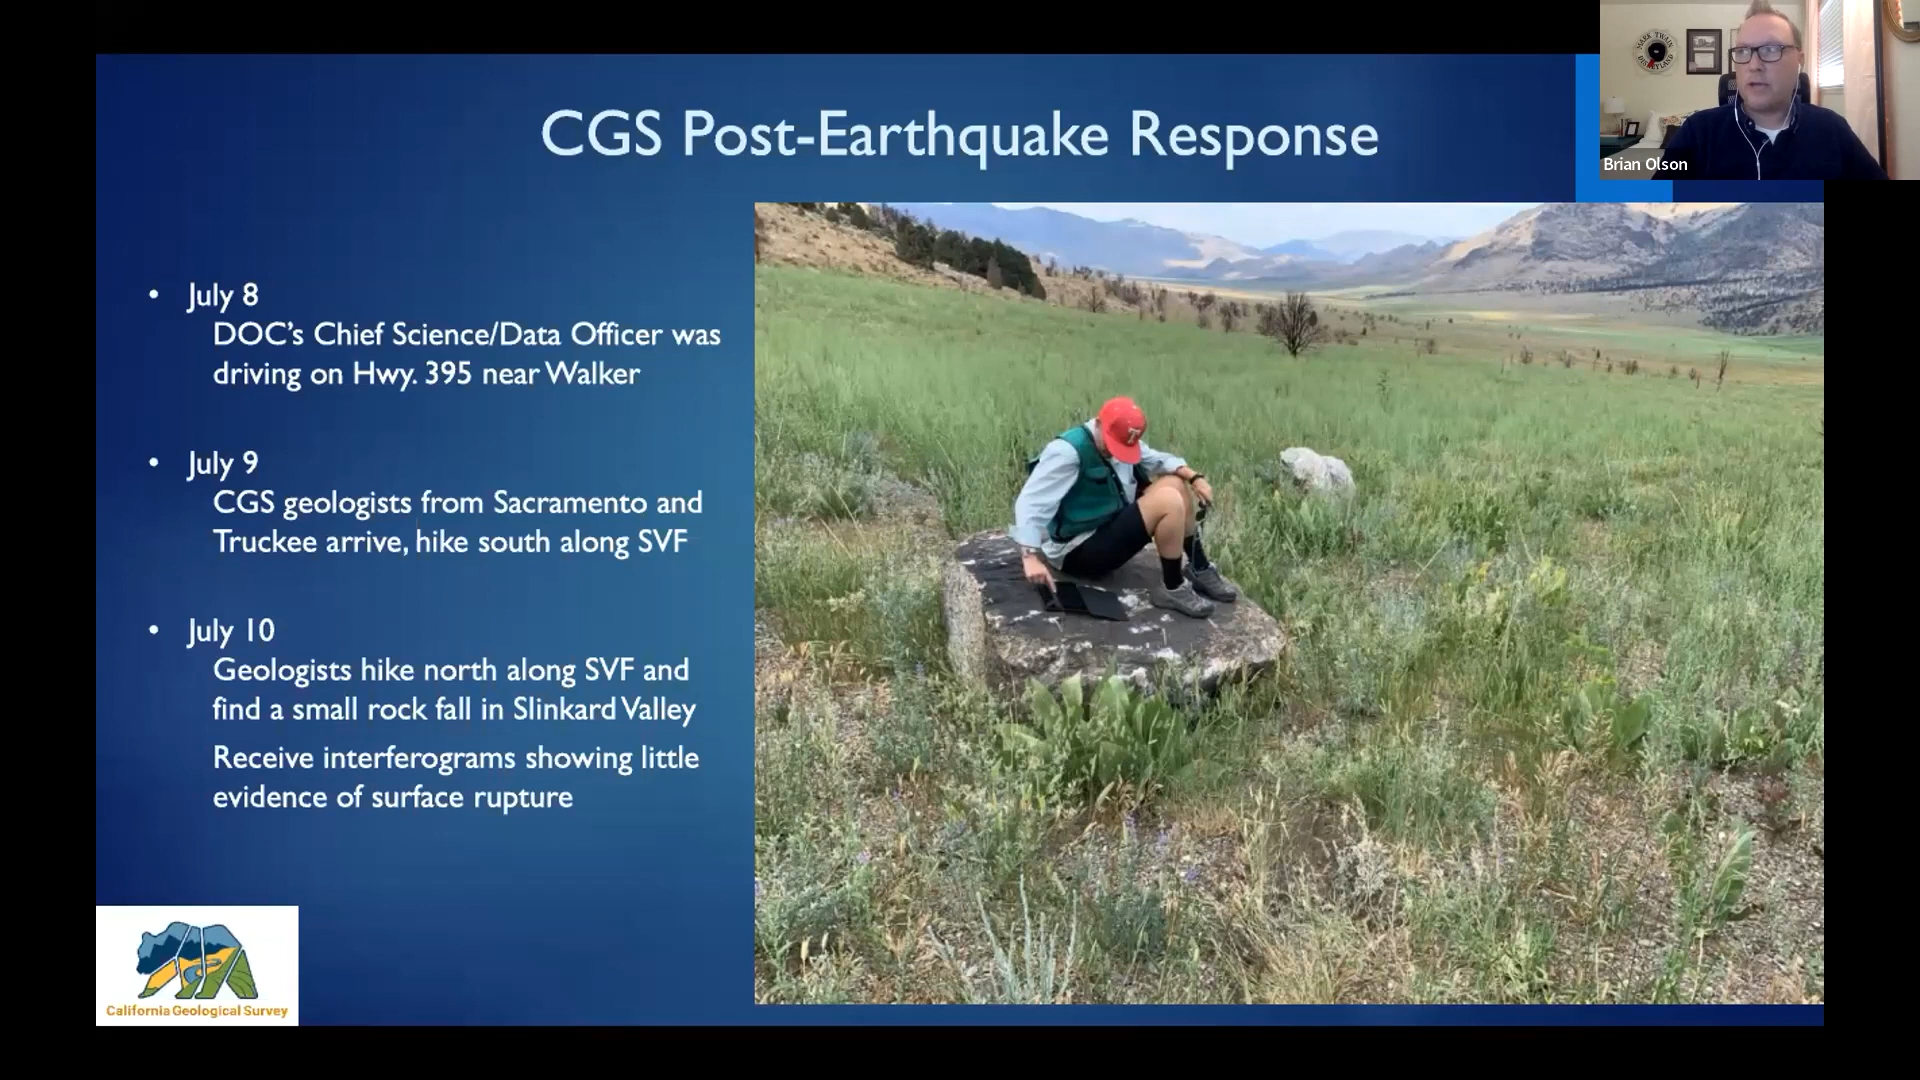 CGS Post-Earthquake Response
MARK TWAIN
DISNEYLAND
Brian Olson
• July 8
DOC's Chief Science/Data Officer was
driving on Hwy. 395 near Walker
• July 9
CGS geologists from Sacramento and
Truckee arrive, hike south along SVF
• July 10
Geologists hike north along SVF and
find a small rock fall in Slinkard Valley
Receive interferograms showing little
evidence of surface rupture
T
California Geological Survey